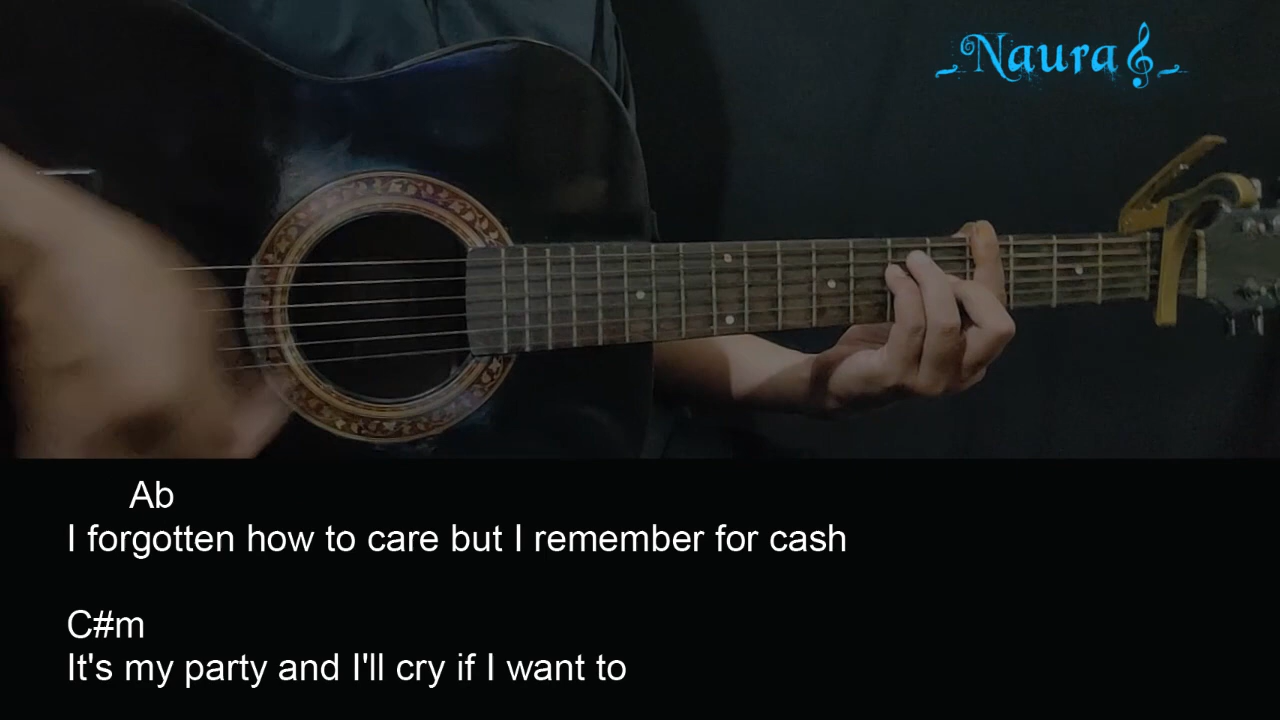 Naura
Ab
I forgotten how to care but I remember for cash
C#m
It's my party and I'll cry if I want to